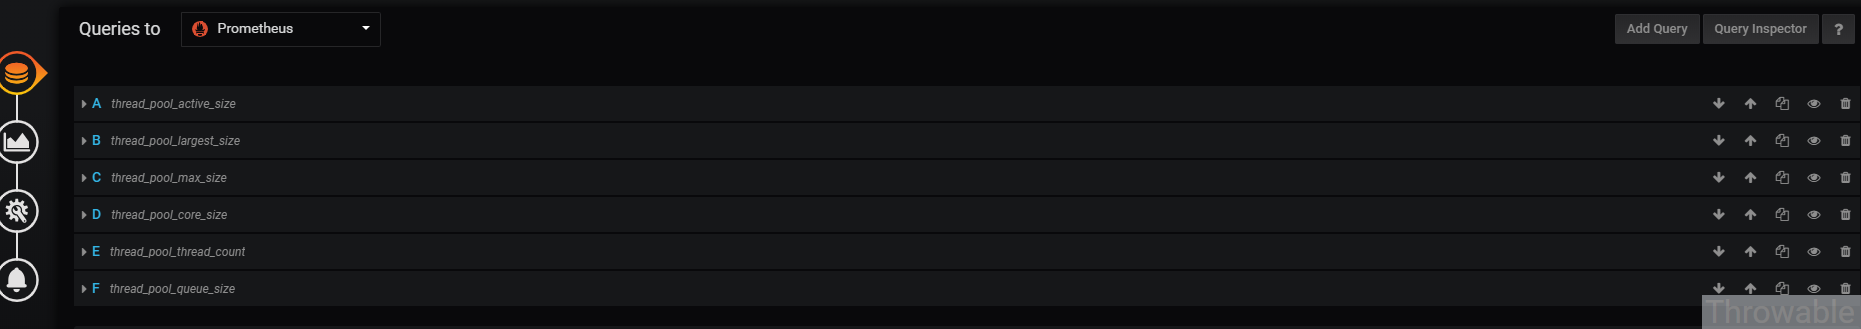 Queries to Prometheus Add Query Query Inspector ?
A thread_pool_active_size
B thread_pool_largest_size
C thread_pool_max_size
D thread_pool_core_size
E thread_pool_thread_count
F thread_pool_queue_size
Throwable